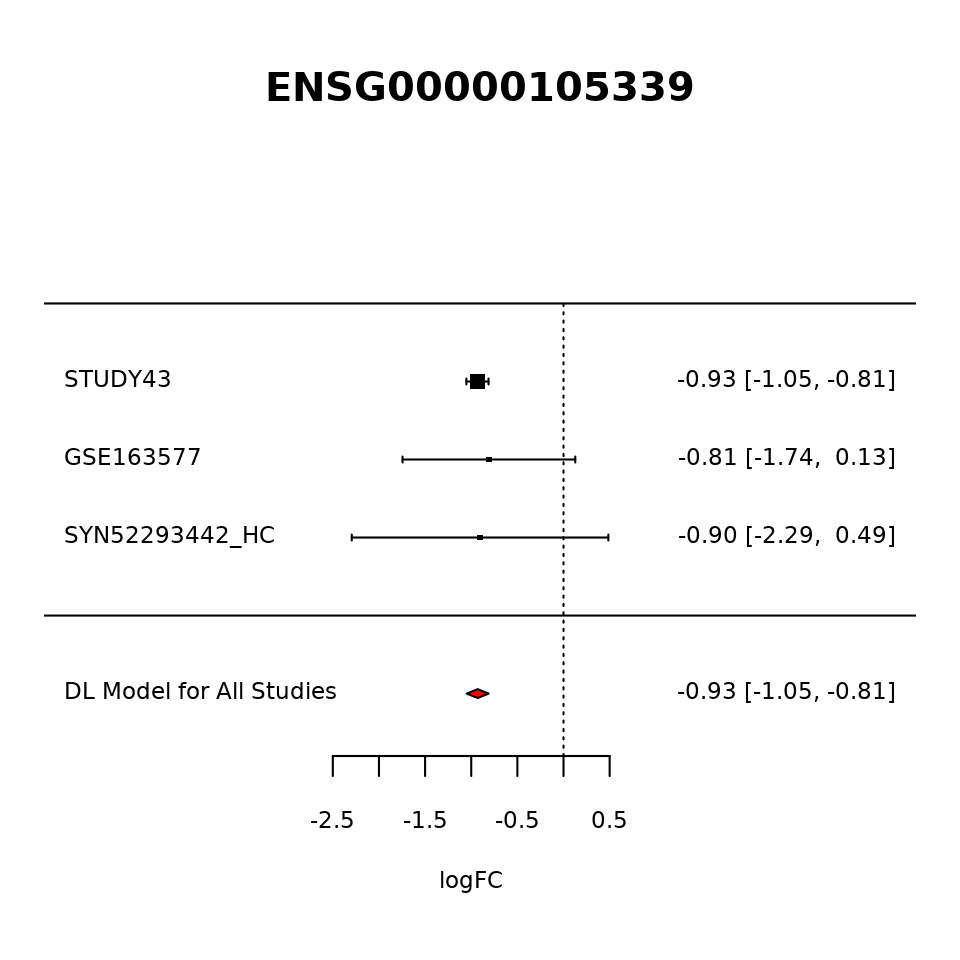 ENSG00000105339
STUDY43 -0.93 [-1.05, -0.81]
GSE163577 -0.81 [-1.74, 0.13]
SYN52293442_HC -0.90 [-2.29, 0.49]
DL Model for All Studies -0.93 [-1.05, -0.81]
-2.5 -1.5 -0.5 0.5
logFC